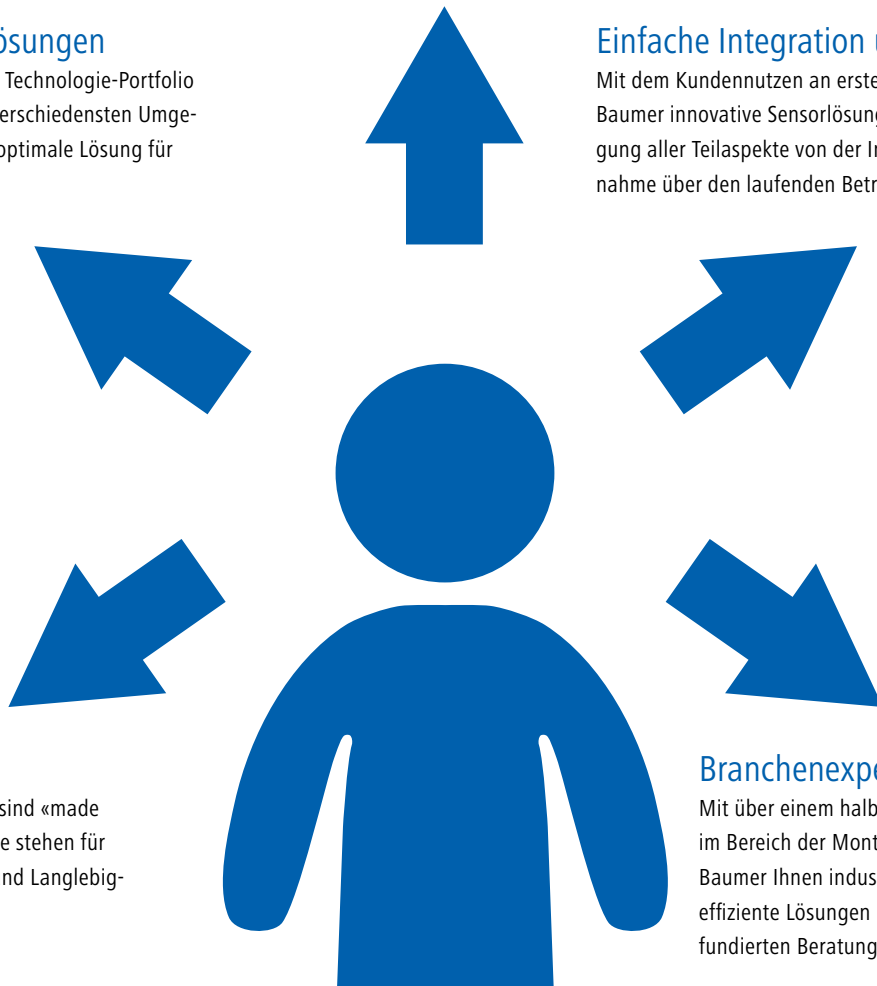 ösungen
Technologie-Portfolio
erschiedensten Umge-
optimale Lösung für
Einfache Integration
Mit dem Kundennutzen an erste
Baumer innovative Sensorlösung
gung aller Teilaspekte von der I
nahme über den laufenden Betr
sind «made
e stehen für
nd Langlebig-
Branchenexpe
Mit über einem halb
im Bereich der Mont
Baumer Ihnen indus
effiziente Lösungen
fundierten Beratung